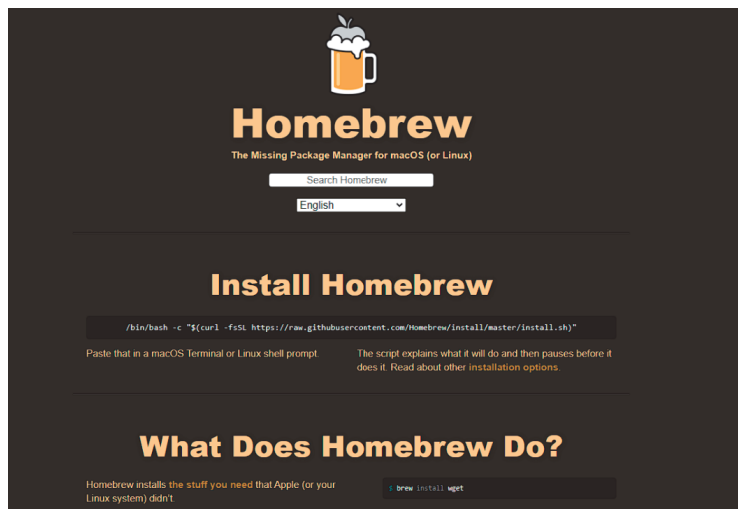 Homebrew
The Missing Package Manager for macOS (or Linux)
Search Homebrew
English
Install Homebrew
/bin/bash -c "$(curl -fsSL https://raw.githubusercontent.com/Homebrew/install/master/install.sh)"
Paste that in a macOS Terminal or Linux shell prompt.
The script explains what it will do and then pauses before it
does it. Read about other installation options.
What Does Homebrew Do?
Homebrew installs the stuff you need that Apple (or your
Linux system) didn't.
$ brew install wget